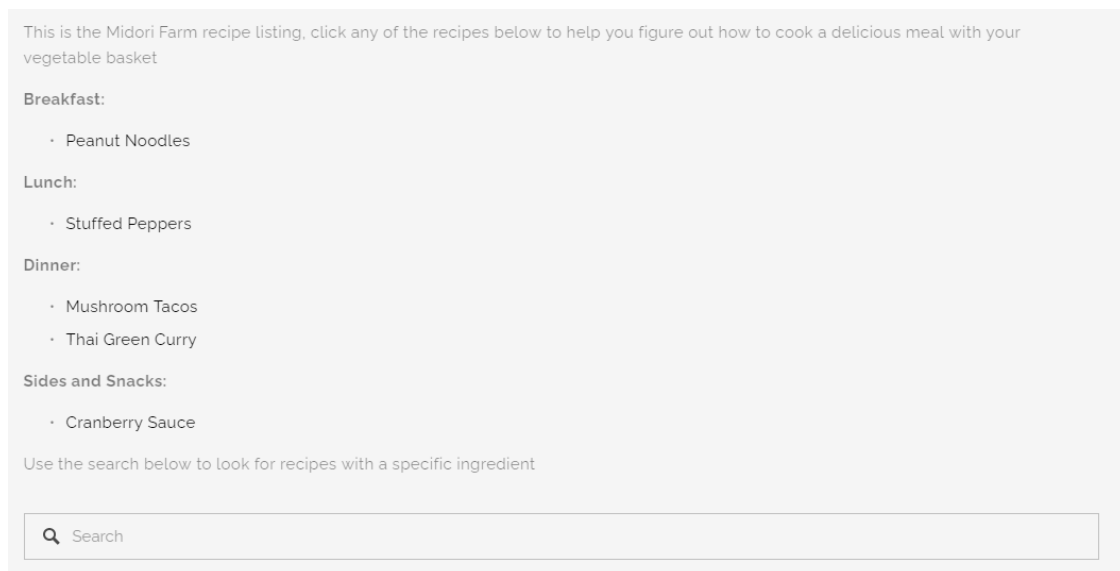 This is the Midori Farm recipe listing, click any of the recipes below to help you figure out how to cook a delicious meal with your
vegetable basket
Breakfast:
• Peanut Noodles
Lunch:
• Stuffed Peppers
Dinner:
• Mushroom Tacos
• Thai Green Curry
Sides and Snacks:
• Cranberry Sauce
Use the search below to look for recipes with a specific ingredient
Search